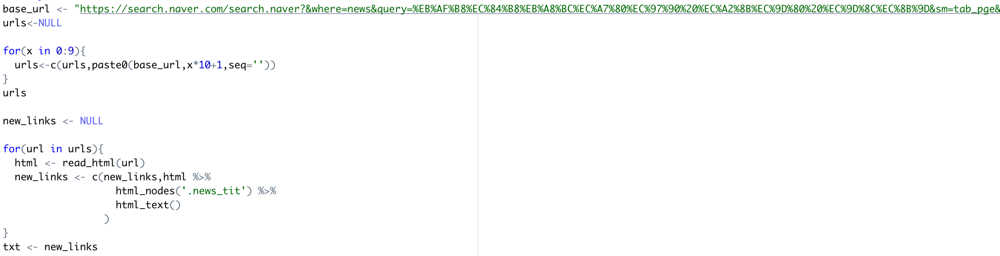 base_url <- "https://search.naver.com/search.naver?&where=news&query=%EB%AF%B8%EC%84%B8%EB%A8%BC%EC%A7%80%EC%97%90%20%EC%A2%8B%EC%9D%80%20%EC%9D%8C%EC%8B%9D&sm=tab_pge&
urls<-NULL
for(x in 0:9){
  urls<-c(urls,paste0(base_url,x*10+1,seq=''))
}
urls
new_links <- NULL
for(url in urls){
  html <- read_html(url)
  new_links <- c(new_links,html %>%
                   html_nodes('.news_tit') %>%
                   html_text()
                 )
}
txt <- new_links